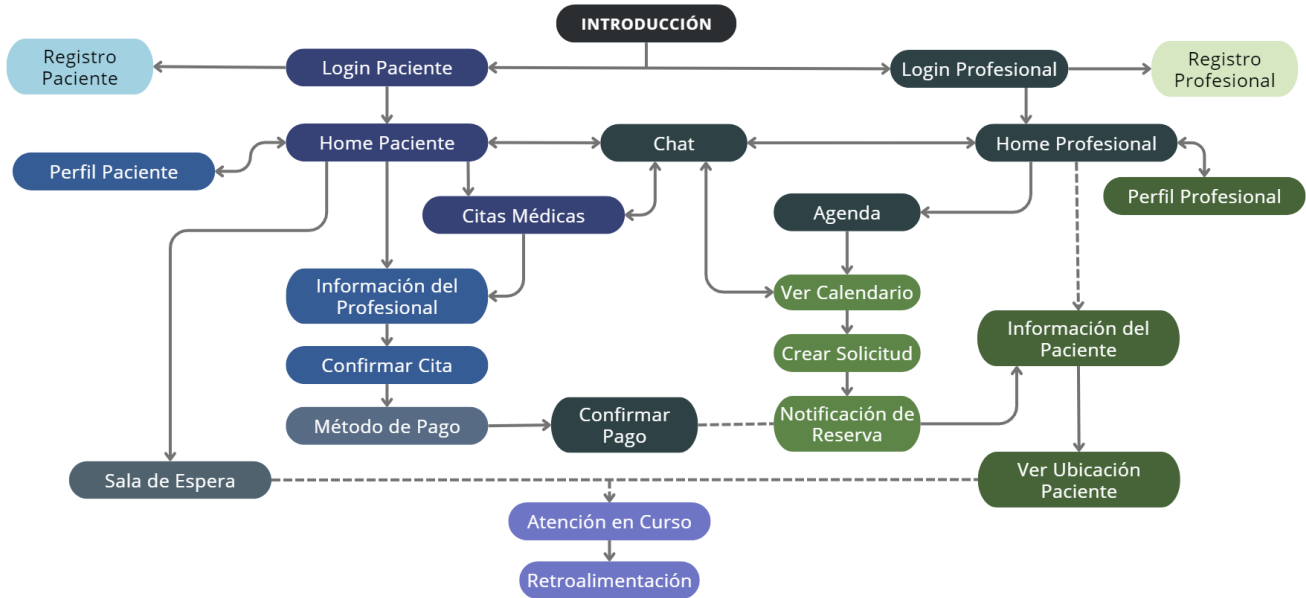 INTRODUCCIÓN
Registro
Paciente
Login Paciente
Login Profesional
Registro
Profesional
Home Paciente
Chat
Home Profesional
Perfil Paciente
Perfil Profesional
Citas Médicas
Agenda
Información del
Profesional
Ver Calendario
Información del
Paciente
Crear Solicitud
Confirmar Cita
Método de Pago
Confirmar
Pago
Notificación de
Reserva
Sala de Espera
Ver Ubicación
Paciente
Atención en Curso
Retroalimentación